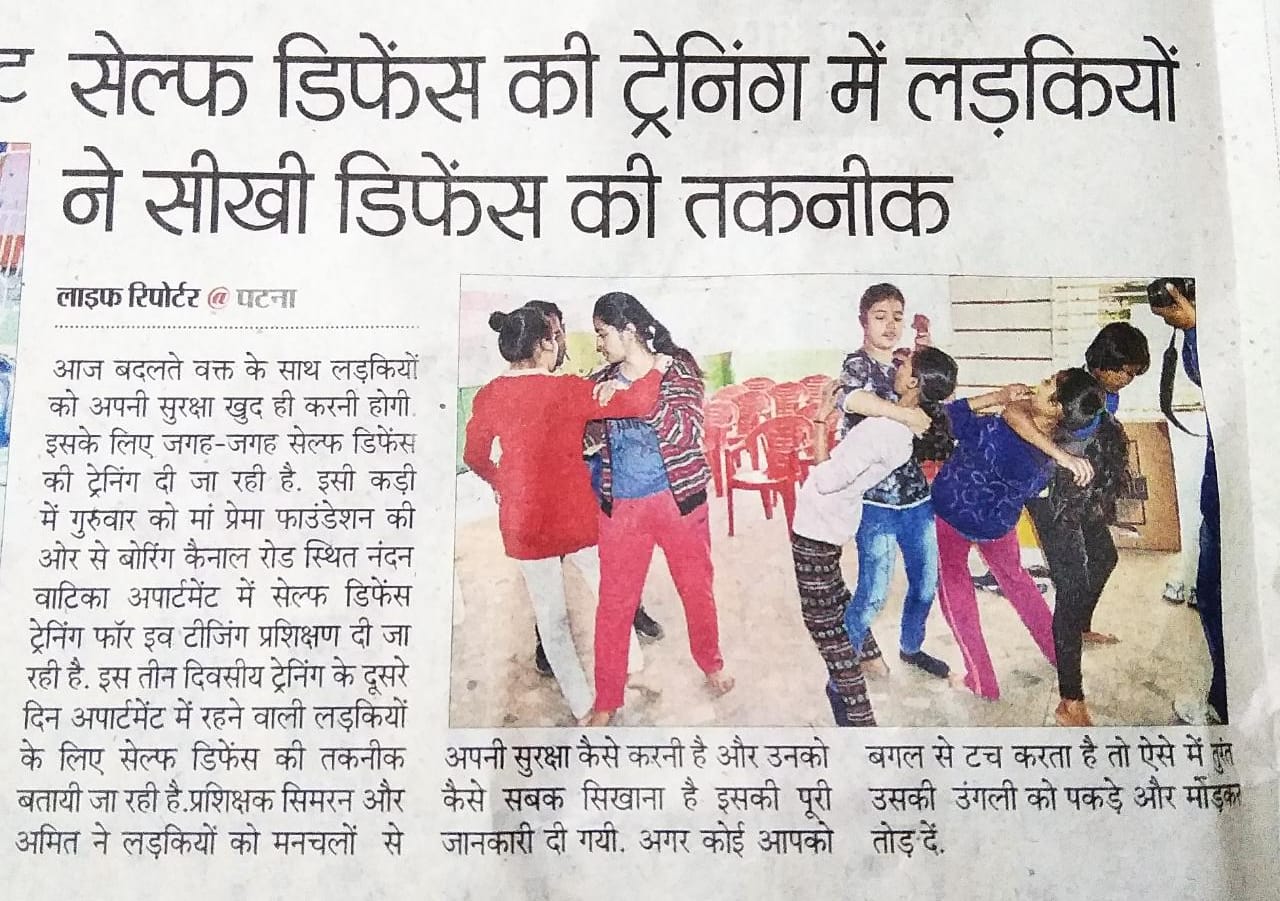 ट
सेल्फ डिफेंस की ट्रेनिंग में लड़कियों
ने सीखी डिफेंस की तकनीक
लाइफ रिपोर्टर @ पटना
आज बदलते वक्त के साथ लड़कियों
को अपनी सुरक्षा खुद ही करनी होगी.
इसके लिए जगह-जगह सेल्फ डिफेंस
की ट्रेनिंग दी जा रही है. इसी कड़ी
में गुरुवार को मां प्रेमा फाउंडेशन की
ओर से बोरिंग कैनाल रोड स्थित नंदन
वाटिका अपार्टमेंट में सेल्फ डिफेंस
ट्रेनिंग फॉर इव टीजिंग प्रशिक्षण दी जा
रही है. इस तीन दिवसीय ट्रेनिंग के दूसरे
दिन अपार्टमेंट में रहने वाली लड़कियों
के लिए सेल्फ डिफेंस की तकनीक
बतायी जा रही है.प्रशिक्षक सिमरन और
अमित ने लड़कियों को मनचलों से
अपनी सुरक्षा कैसे करनी है और उनको
कैसे सबक सिखाना है इसकी पूरी
जानकारी दी गयी. अगर कोई आपको
बगल से टच करता है तो ऐसे में तुरंत
उसकी उंगली को पकड़े और मोंड़कर
तोड़ दें.